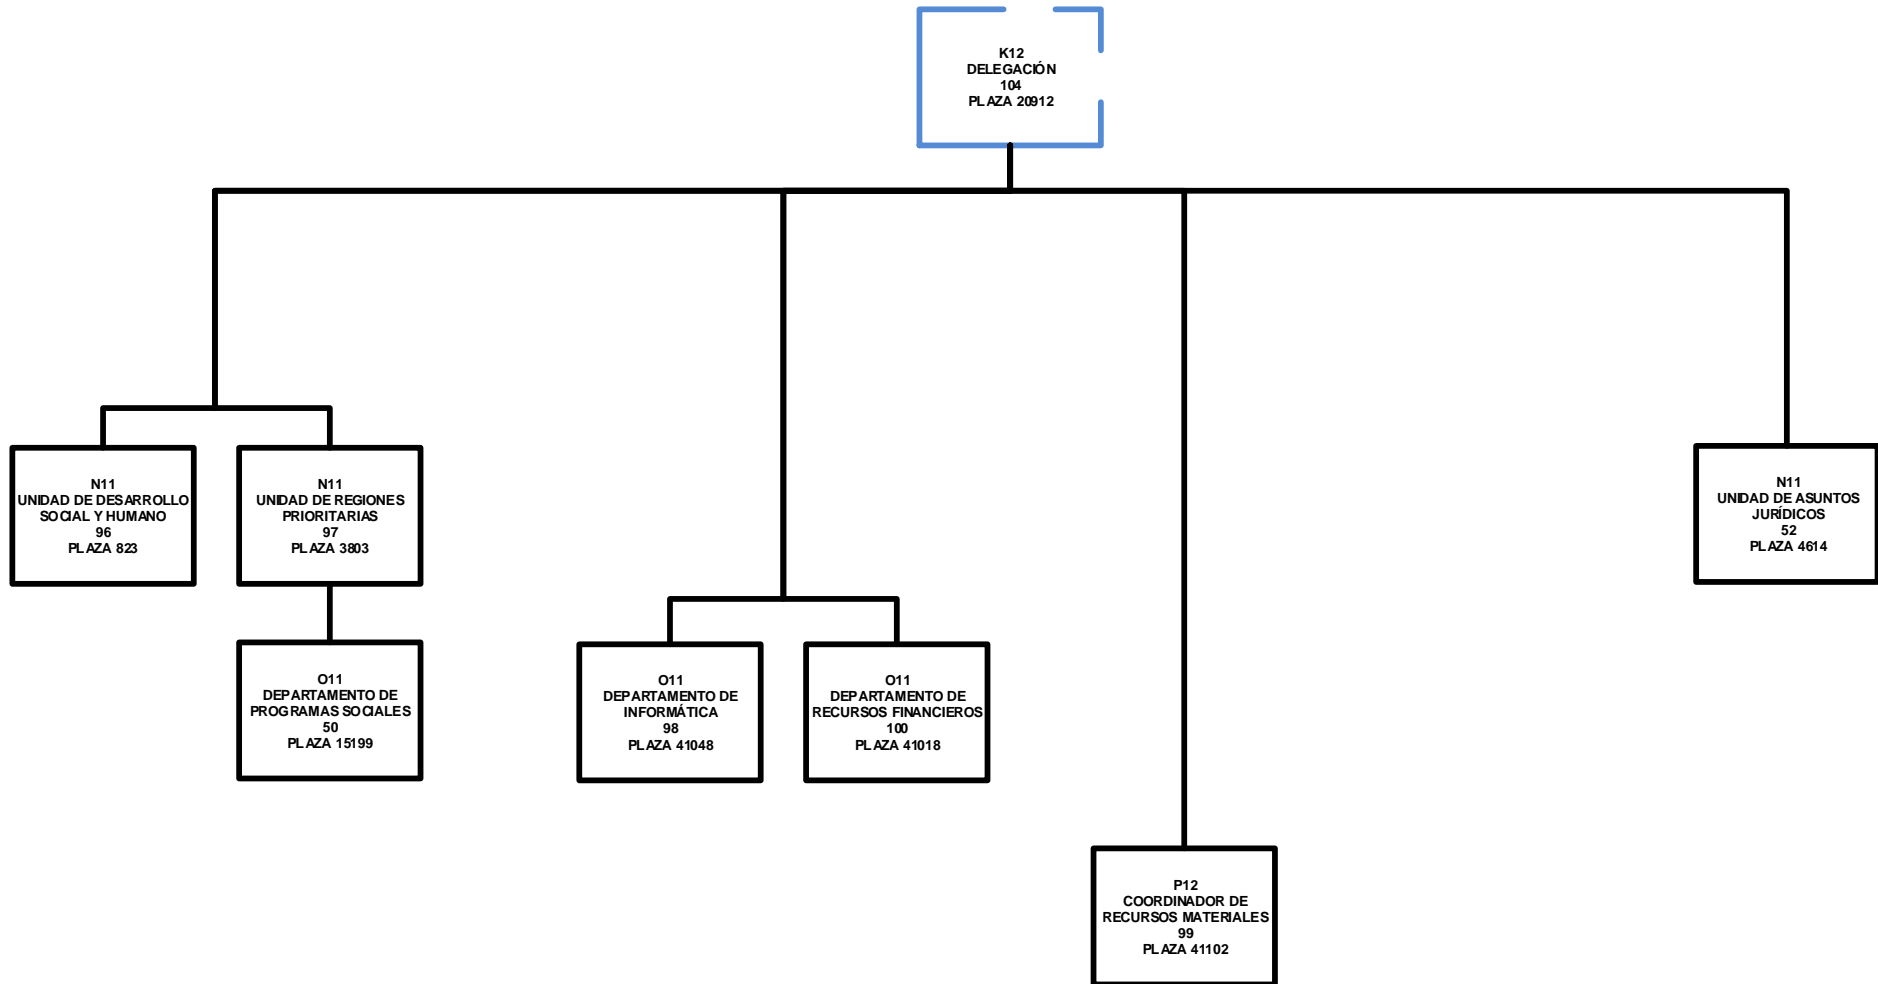 K12
DELEGACIÓN
104
PLAZA 20912
N11
UNIDAD DE DESARROLLO
SOCIAL Y HUMANO
96
PLAZA 823
N11
UNIDAD DE REGIONES
PRIORITARIAS
97
PLAZA 3803
N11
UNIDAD DE ASUNTOS
JURÍDICOS
52
PLAZA 4614
O11
DEPARTAMENTO DE
PROGRAMAS SOCIALES
50
PLAZA 15199
O11
DEPARTAMENTO DE
INFORMÁTICA
98
PLAZA 41048
O11
DEPARTAMENTO DE
RECURSOS FINANCIEROS
100
PLAZA 41018
P12
COORDINADOR DE
RECURSOS MATERIALES
99
PLAZA 41102